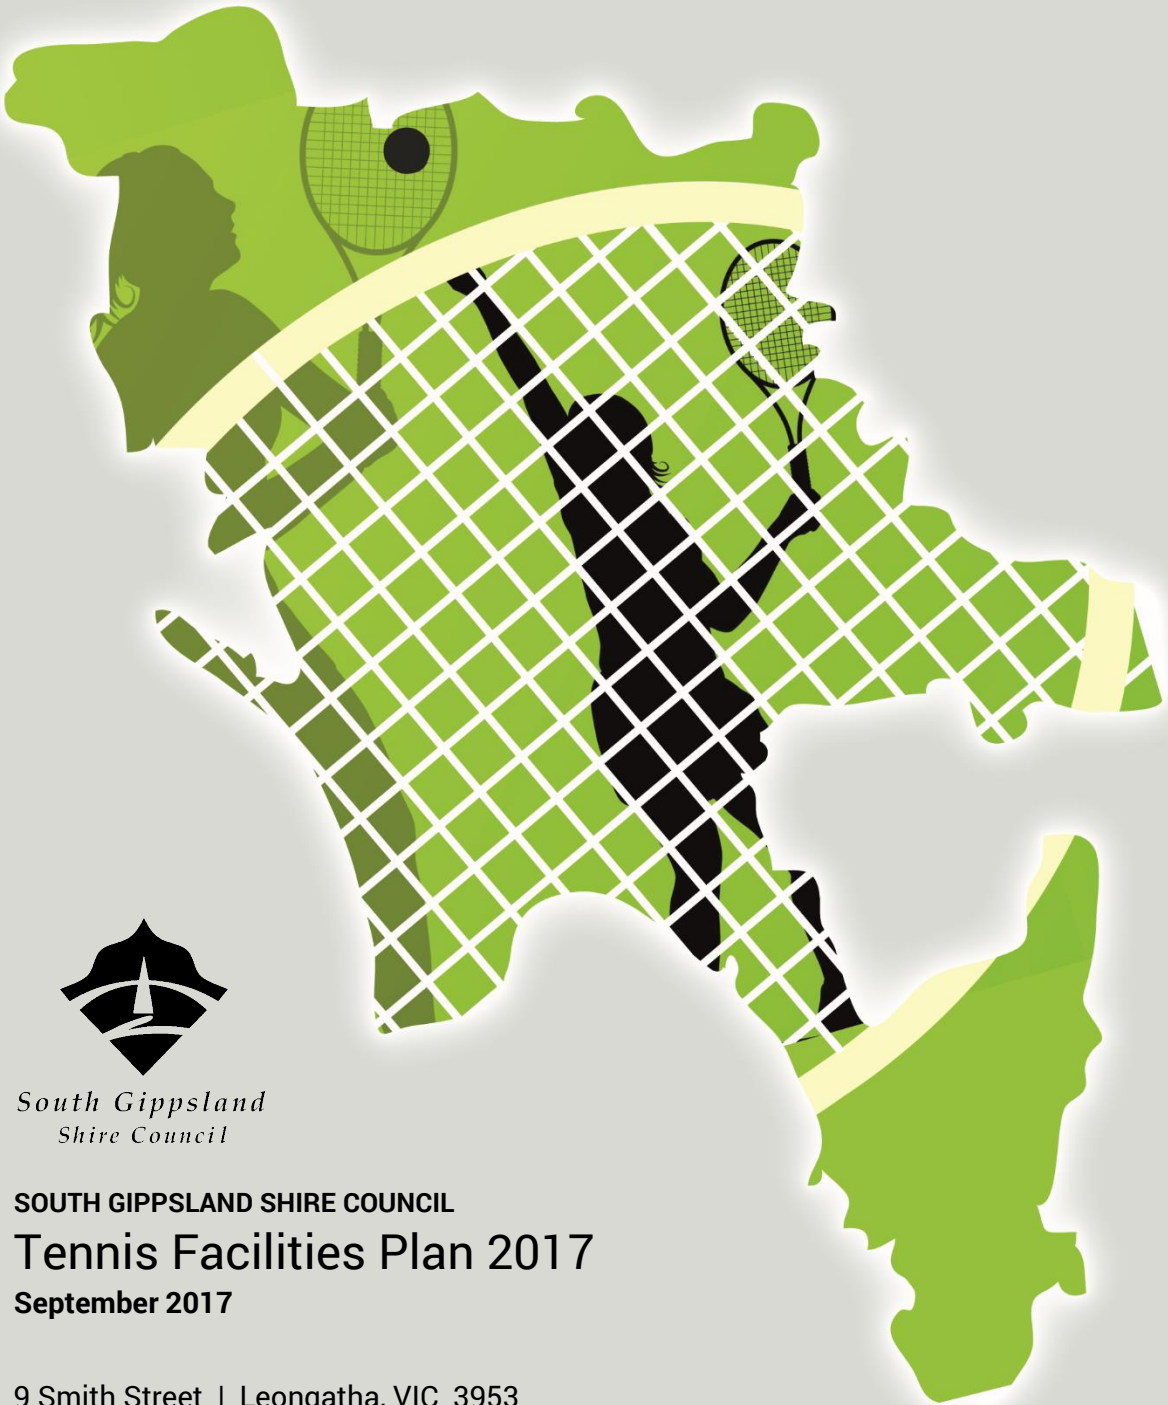 South Gippsland
Shire Council
SOUTH GIPPSLAND SHIRE COUNCIL
Tennis Facilities Plan 2017
September 2017
9 Smith Street | Leongatha, VIC 3953